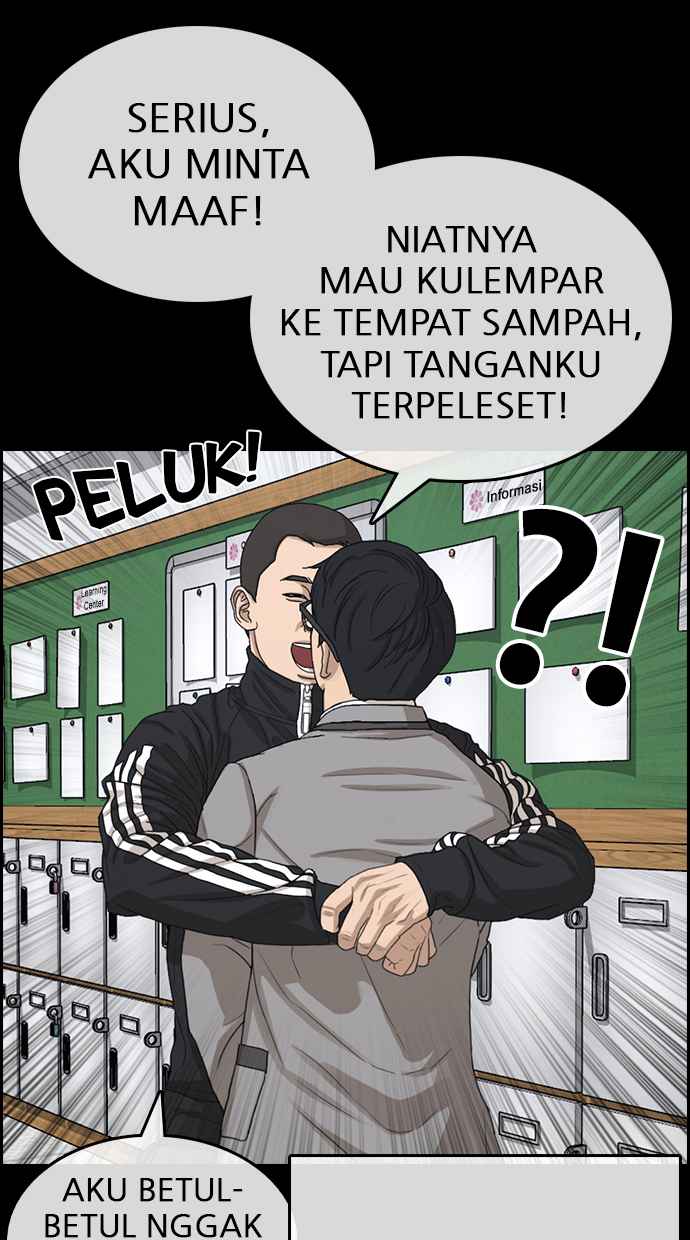 SERIUS,
AKU MINTA
MAAF!
NIATNYA
MAU KULEMPAR
KE TEMPAT SAMPAH,
TAPI TANGANKU
TERPELESET!
PELUK!
Informasi
?!
Learning
Center
AKU BETUL-
BETUL NGGAK